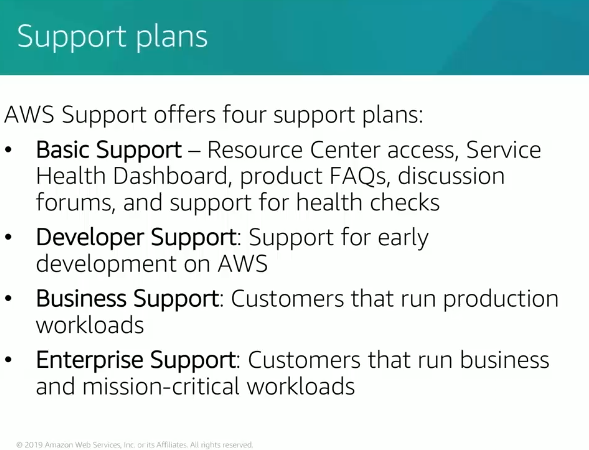 Support plans
AWS Support offers four support plans:
• Basic Support – Resource Center access, Service
Health Dashboard, product FAQs, discussion
forums, and support for health checks
• Developer Support: Support for early
development on AWS
• Business Support: Customers that run production
workloads
• Enterprise Support: Customers that run business
and mission-critical workloads
© 2019 Amazon Web Services, Inc. or its Affiliates. All rights reserved.